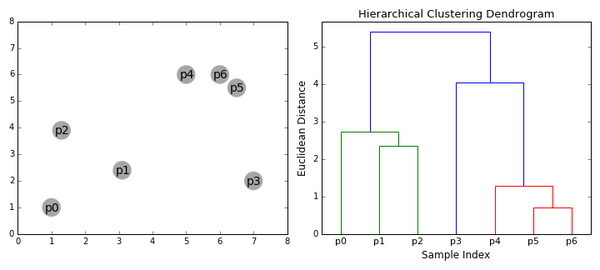 8
7
6
5
4
3
2
1
0
p4
p6
p5
p2
p1
p3
p0
0 1 2 3 4 5 6 7 8
Hierarchical Clustering Dendrogram
Euclidean Distance
5
4
3
2
1
0
p0 p1 p2 p3 p4 p5 p6
Sample Index